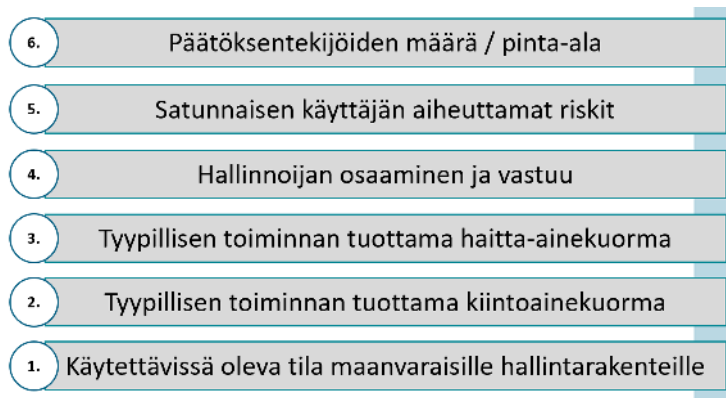 6. Päätöksentekijöiden määrä / pinta-ala
5. Satunnaisen käyttäjän aiheuttamat riskit
4. Hallinnoijan osaaminen ja vastuu
3. Tyypillisen toiminnan tuottama haitta-ainekuorma
2. Tyypillisen toiminnan tuottama kiintoainekuorma
1. Käytettävissä oleva tila maanvaraisille hallintarakenteille